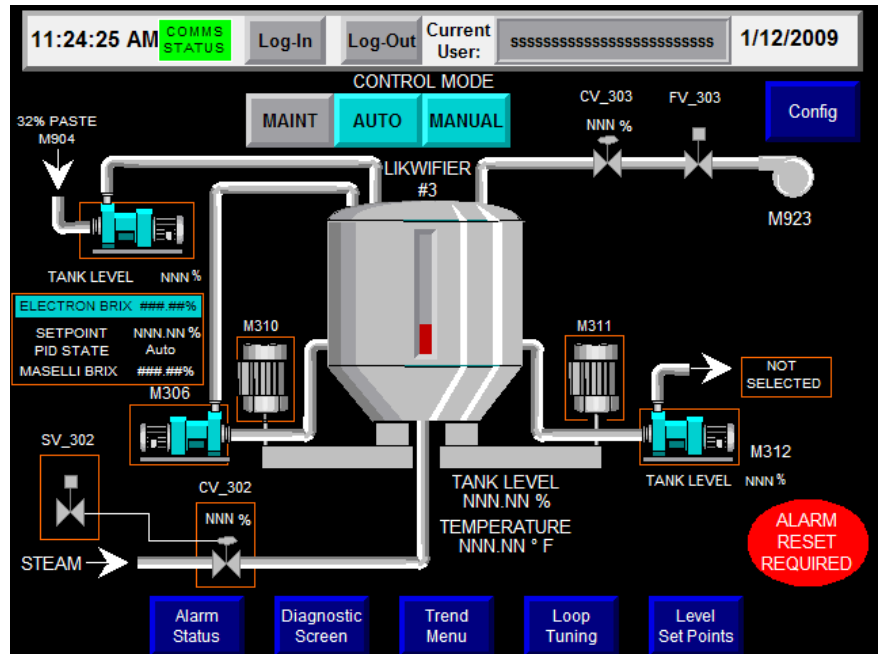 11:24:25 AM
COMMS
STATUS
Log-In
Log-Out
Current
User:
ssssssssssssssssssssssssss
1/12/2009
CONTROL MODE
MAINT
AUTO
MANUAL
CV_303
NNN %
FV_303
Config
32% PASTE
M904
LIKWIFIER
#3
M923
TANK LEVEL NNN %
ELECTRON BRIX ###.##%
SETPOINT NNN.NN %
PID STATE Auto
MASELLI BRIX ###.##%
M310
M311
NOT
SELECTED
M306
M312
TANK LEVEL NNN %
SV_302
CV_302
NNN %
TANK LEVEL
NNN.NN %
TEMPERATURE
NNN.NN ° F
STEAM
ALARM
RESET
REQUIRED
Alarm
Status
Diagnostic
Screen
Trend
Menu
Loop
Tuning
Level
Set Points